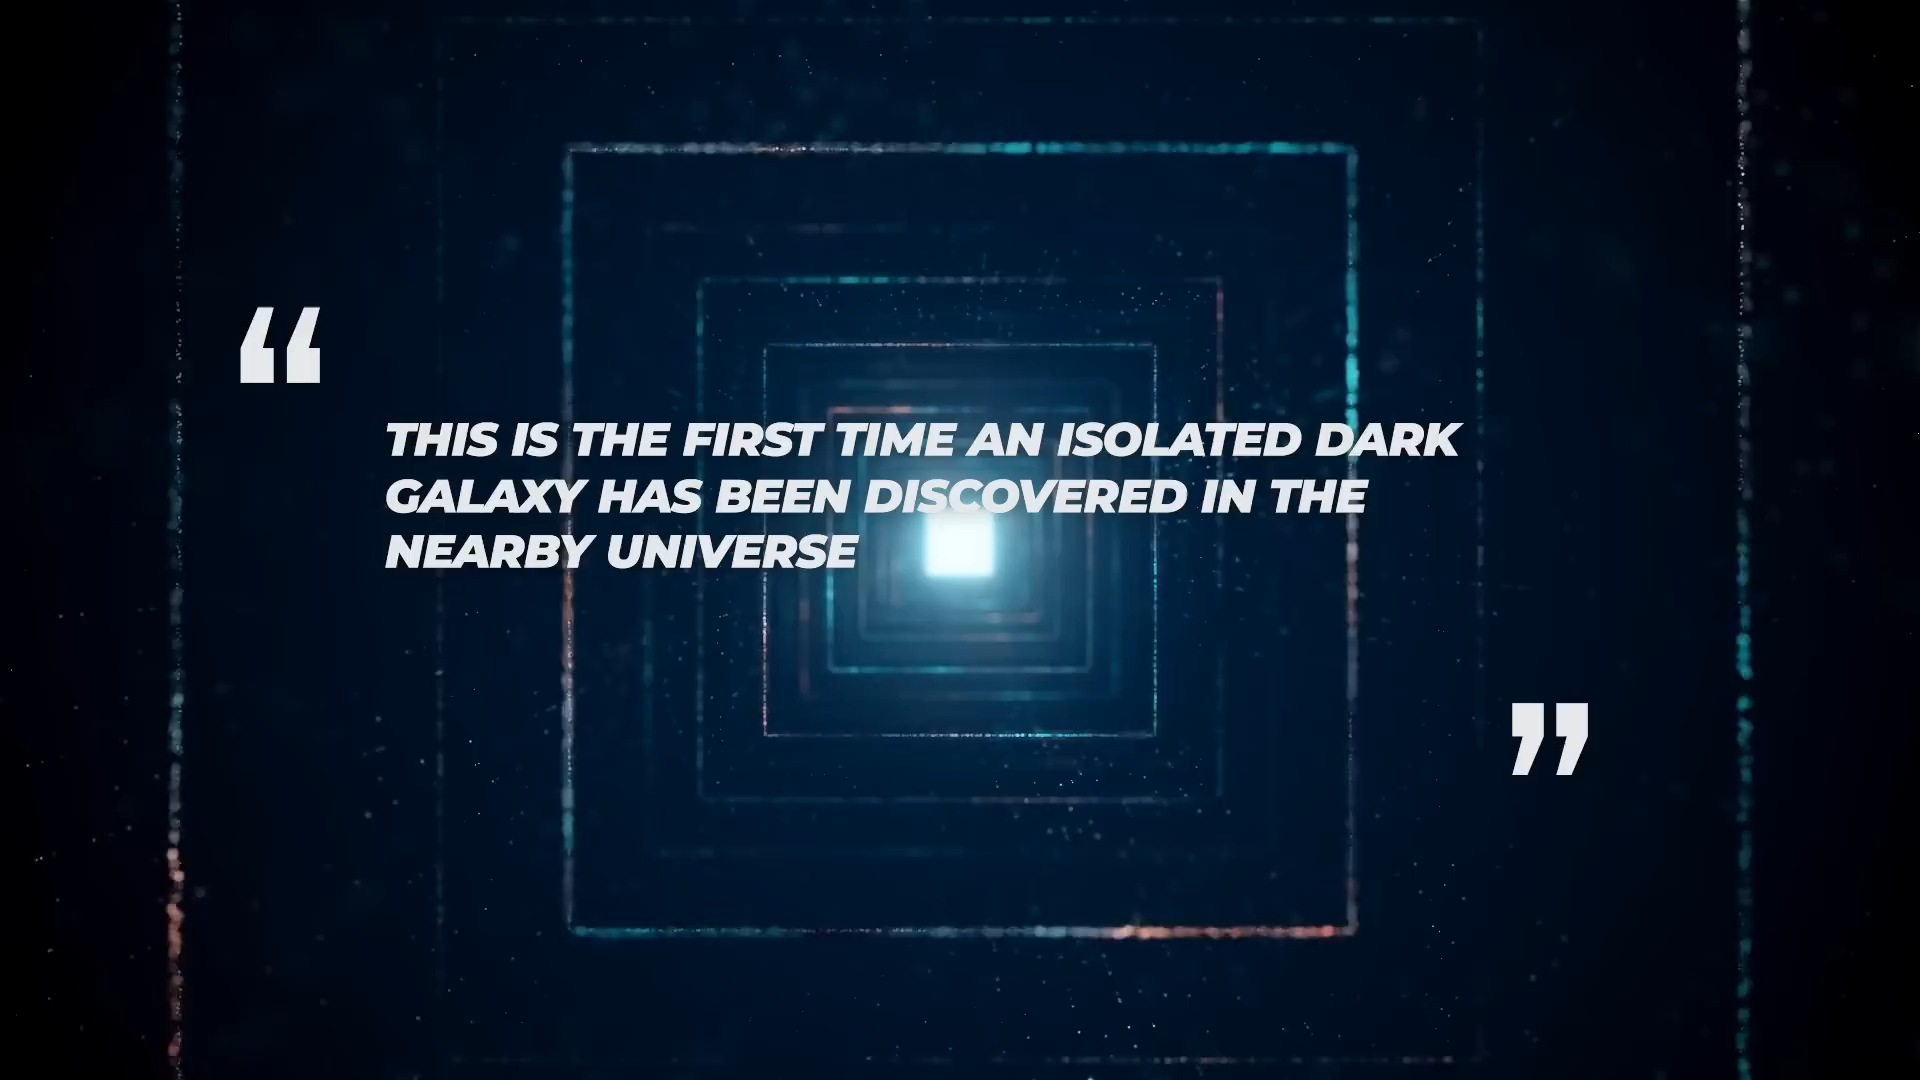 “
THIS IS THE FIRST TIME AN ISOLATED DARK
GALAXY HAS BEEN DISCOVERED IN THE
NEARBY UNIVERSE
”